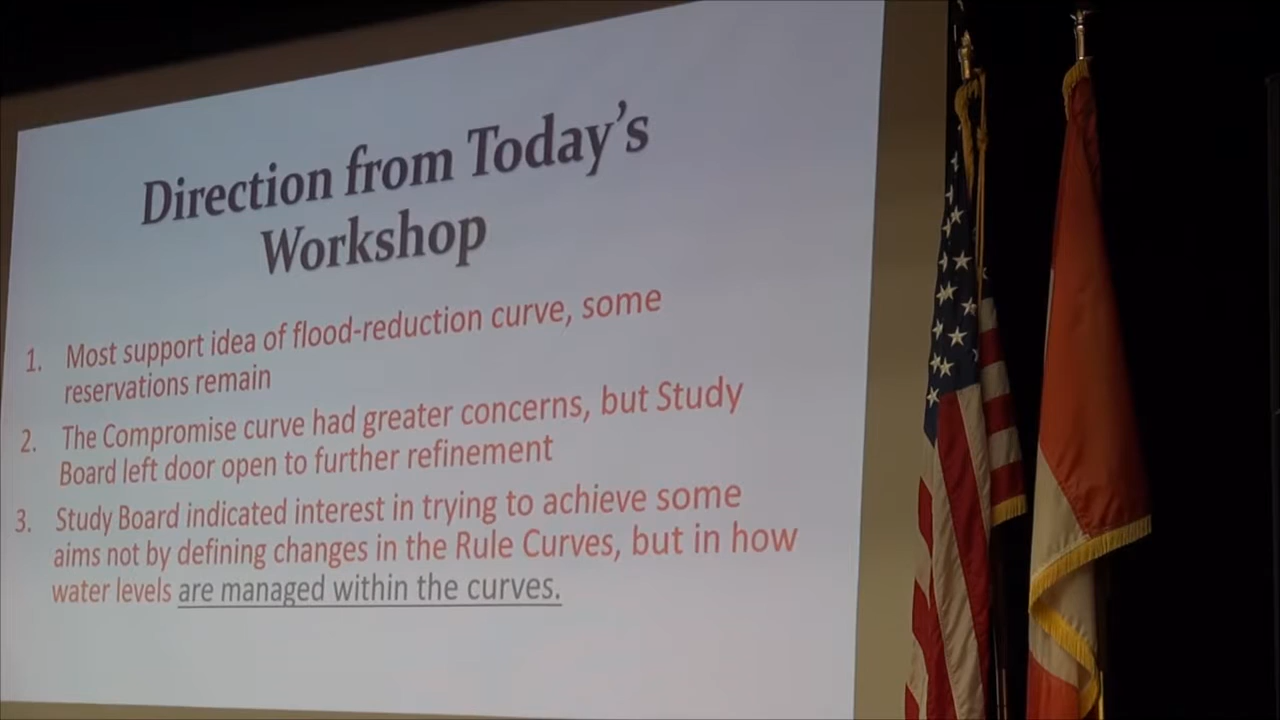 Direction from Today's
Workshop
1. Most support idea of flood-reduction curve, some
reservations remain
2. The Compromise curve had greater concerns, but Study
Board left door open to further refinement
3. Study Board indicated interest in trying to achieve some
aims not by defining changes in the Rule Curves, but in how
water levels are managed within the curves.